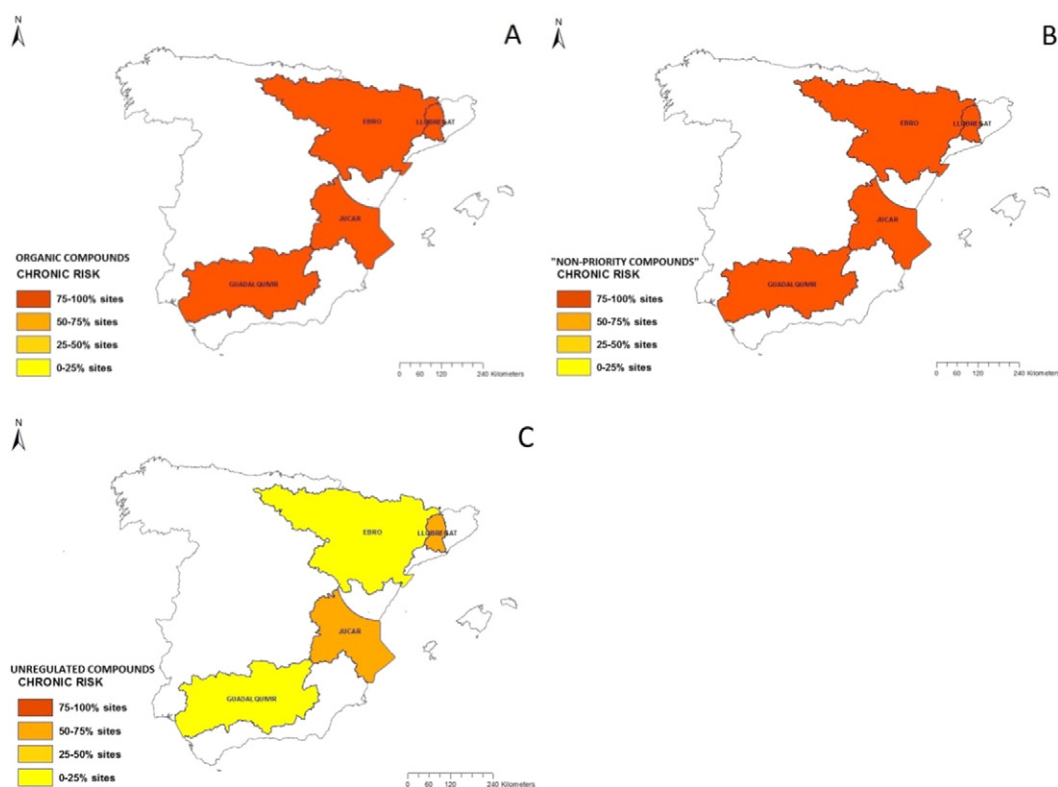 N
A
EBRO
LLOBREGAT
JUCAR
GUADALQUIVIR
ORGANIC COMPOUNDS
CHRONIC RISK
75-100% sites
50-75% sites
25-50% sites
0-25% sites
0 60 120 240 Kilometers
N
B
EBRO
LLOBREGAT
JUCAR
GUADALQUIVIR
"NON-PRIORITY COMPOUNDS"
CHRONIC RISK
75-100% sites
50-75% sites
25-50% sites
0-25% sites
0 60 120 240 Kilometers
N
C
EBRO
LLOBREGAT
JUCAR
GUADALQUIVIR
UNREGULATED COMPOUNDS
CHRONIC RISK
75-100% sites
50-75% sites
25-50% sites
0-25% sites
0 60 120 240 Kilometers